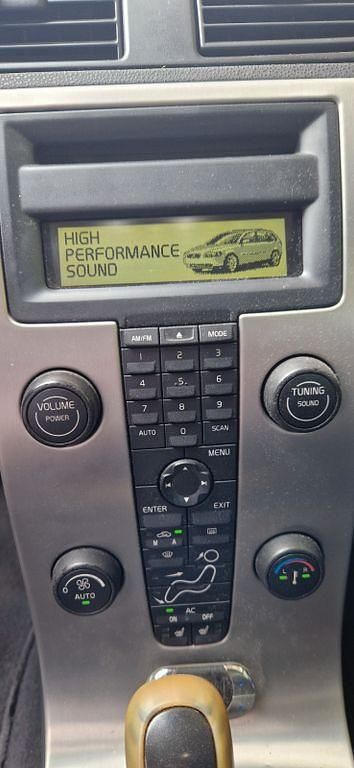 HIGH
PERFORMANCE
SOUND
AM/FM MODE
1 2 3
4 5 6
7 8 9
AUTO 0 SCAN
VOLUME
POWER
TUNING
SOUND
MENU
ENTER EXIT
M A
0 AUTO
L R
AC
ON OFF